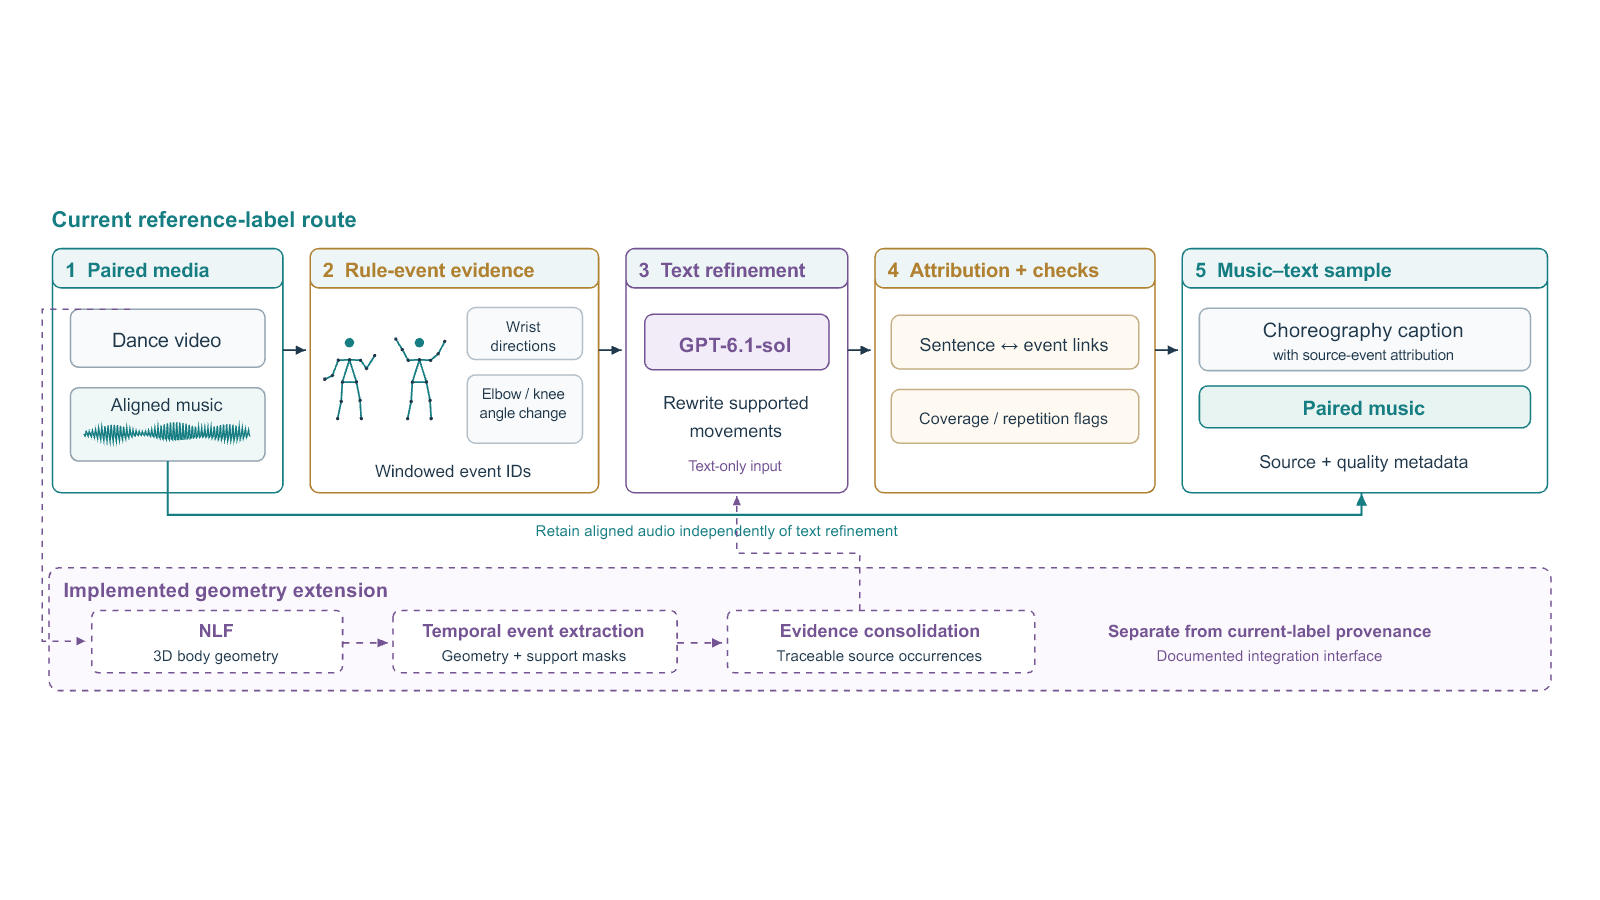 Current reference-label route
1 Paired media
Dance video
Aligned music
2 Rule-event evidence
Wrist
directions
Elbow / knee
angle change
Windowed event IDs
3 Text refinement
GPT-6.1-sol
Rewrite supported
movements
Text-only input
4 Attribution + checks
Sentence ↔ event links
Coverage / repetition flags
5 Music–text sample
Choreography caption
with source-event attribution
Paired music
Source + quality metadata
Retain aligned audio independently of text refinement
Implemented geometry extension
NLF
3D body geometry
Temporal event extraction
Geometry + support masks
Evidence consolidation
Traceable source occurrences
Separate from current-label provenance
Documented integration interface